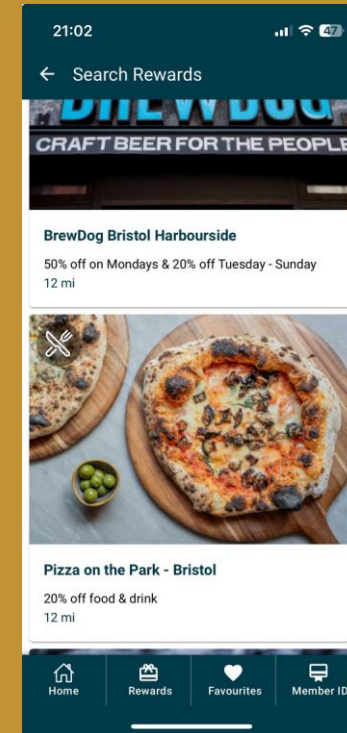 21:02
47
Search Rewards
BREWDOG
CRAFT BEER FOR THE PEOPLE
BrewDog Bristol Harbourside
50% off on Mondays & 20% off Tuesday - Sunday
12 mi
Pizza on the Park - Bristol
20% off food & drink
12 mi
Home
Rewards
Favourites
Member ID